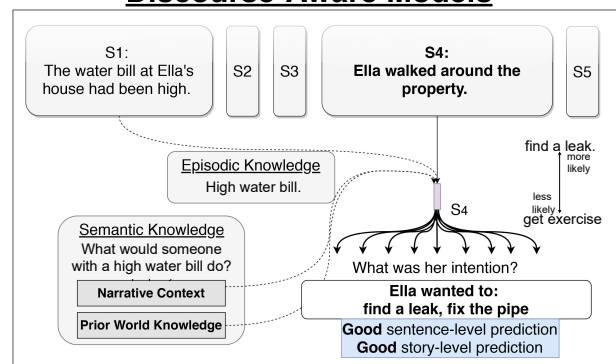 Discourse-Aware Models
S1:
The water bill at Ella's
house had been high.
S2
S3
S4:
Ella walked around the
property.
S5
Episodic Knowledge
High water bill.
find a leak.
more
likely
less
likely
get exercise
S4
Semantic Knowledge
What would someone
with a high water bill do?
Narrative Context
Prior World Knowledge
What was her intention?
Ella wanted to:
find a leak, fix the pipe
Good sentence-level prediction
Good story-level prediction